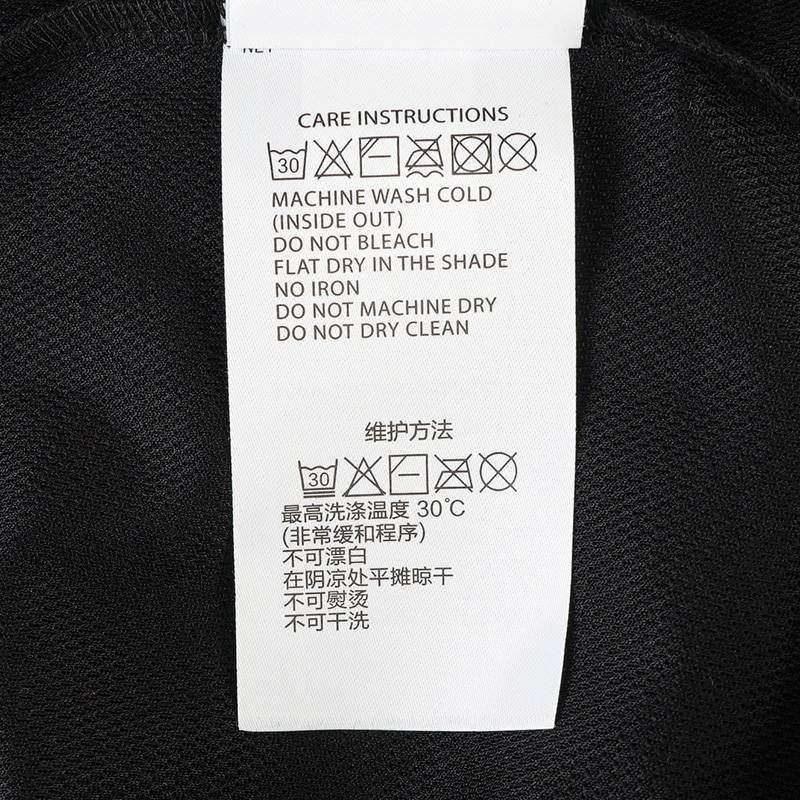 CARE INSTRUCTIONS
30
MACHINE WASH COLD
(INSIDE OUT)
DO NOT BLEACH
FLAT DRY IN THE SHADE
NO IRON
DO NOT MACHINE DRY
DO NOT DRY CLEAN
维护方法
30
最高洗涤温度 30°C
(非常缓和程序)
不可漂白
在阴凉处平摊晾干
不可熨烫
不可干洗